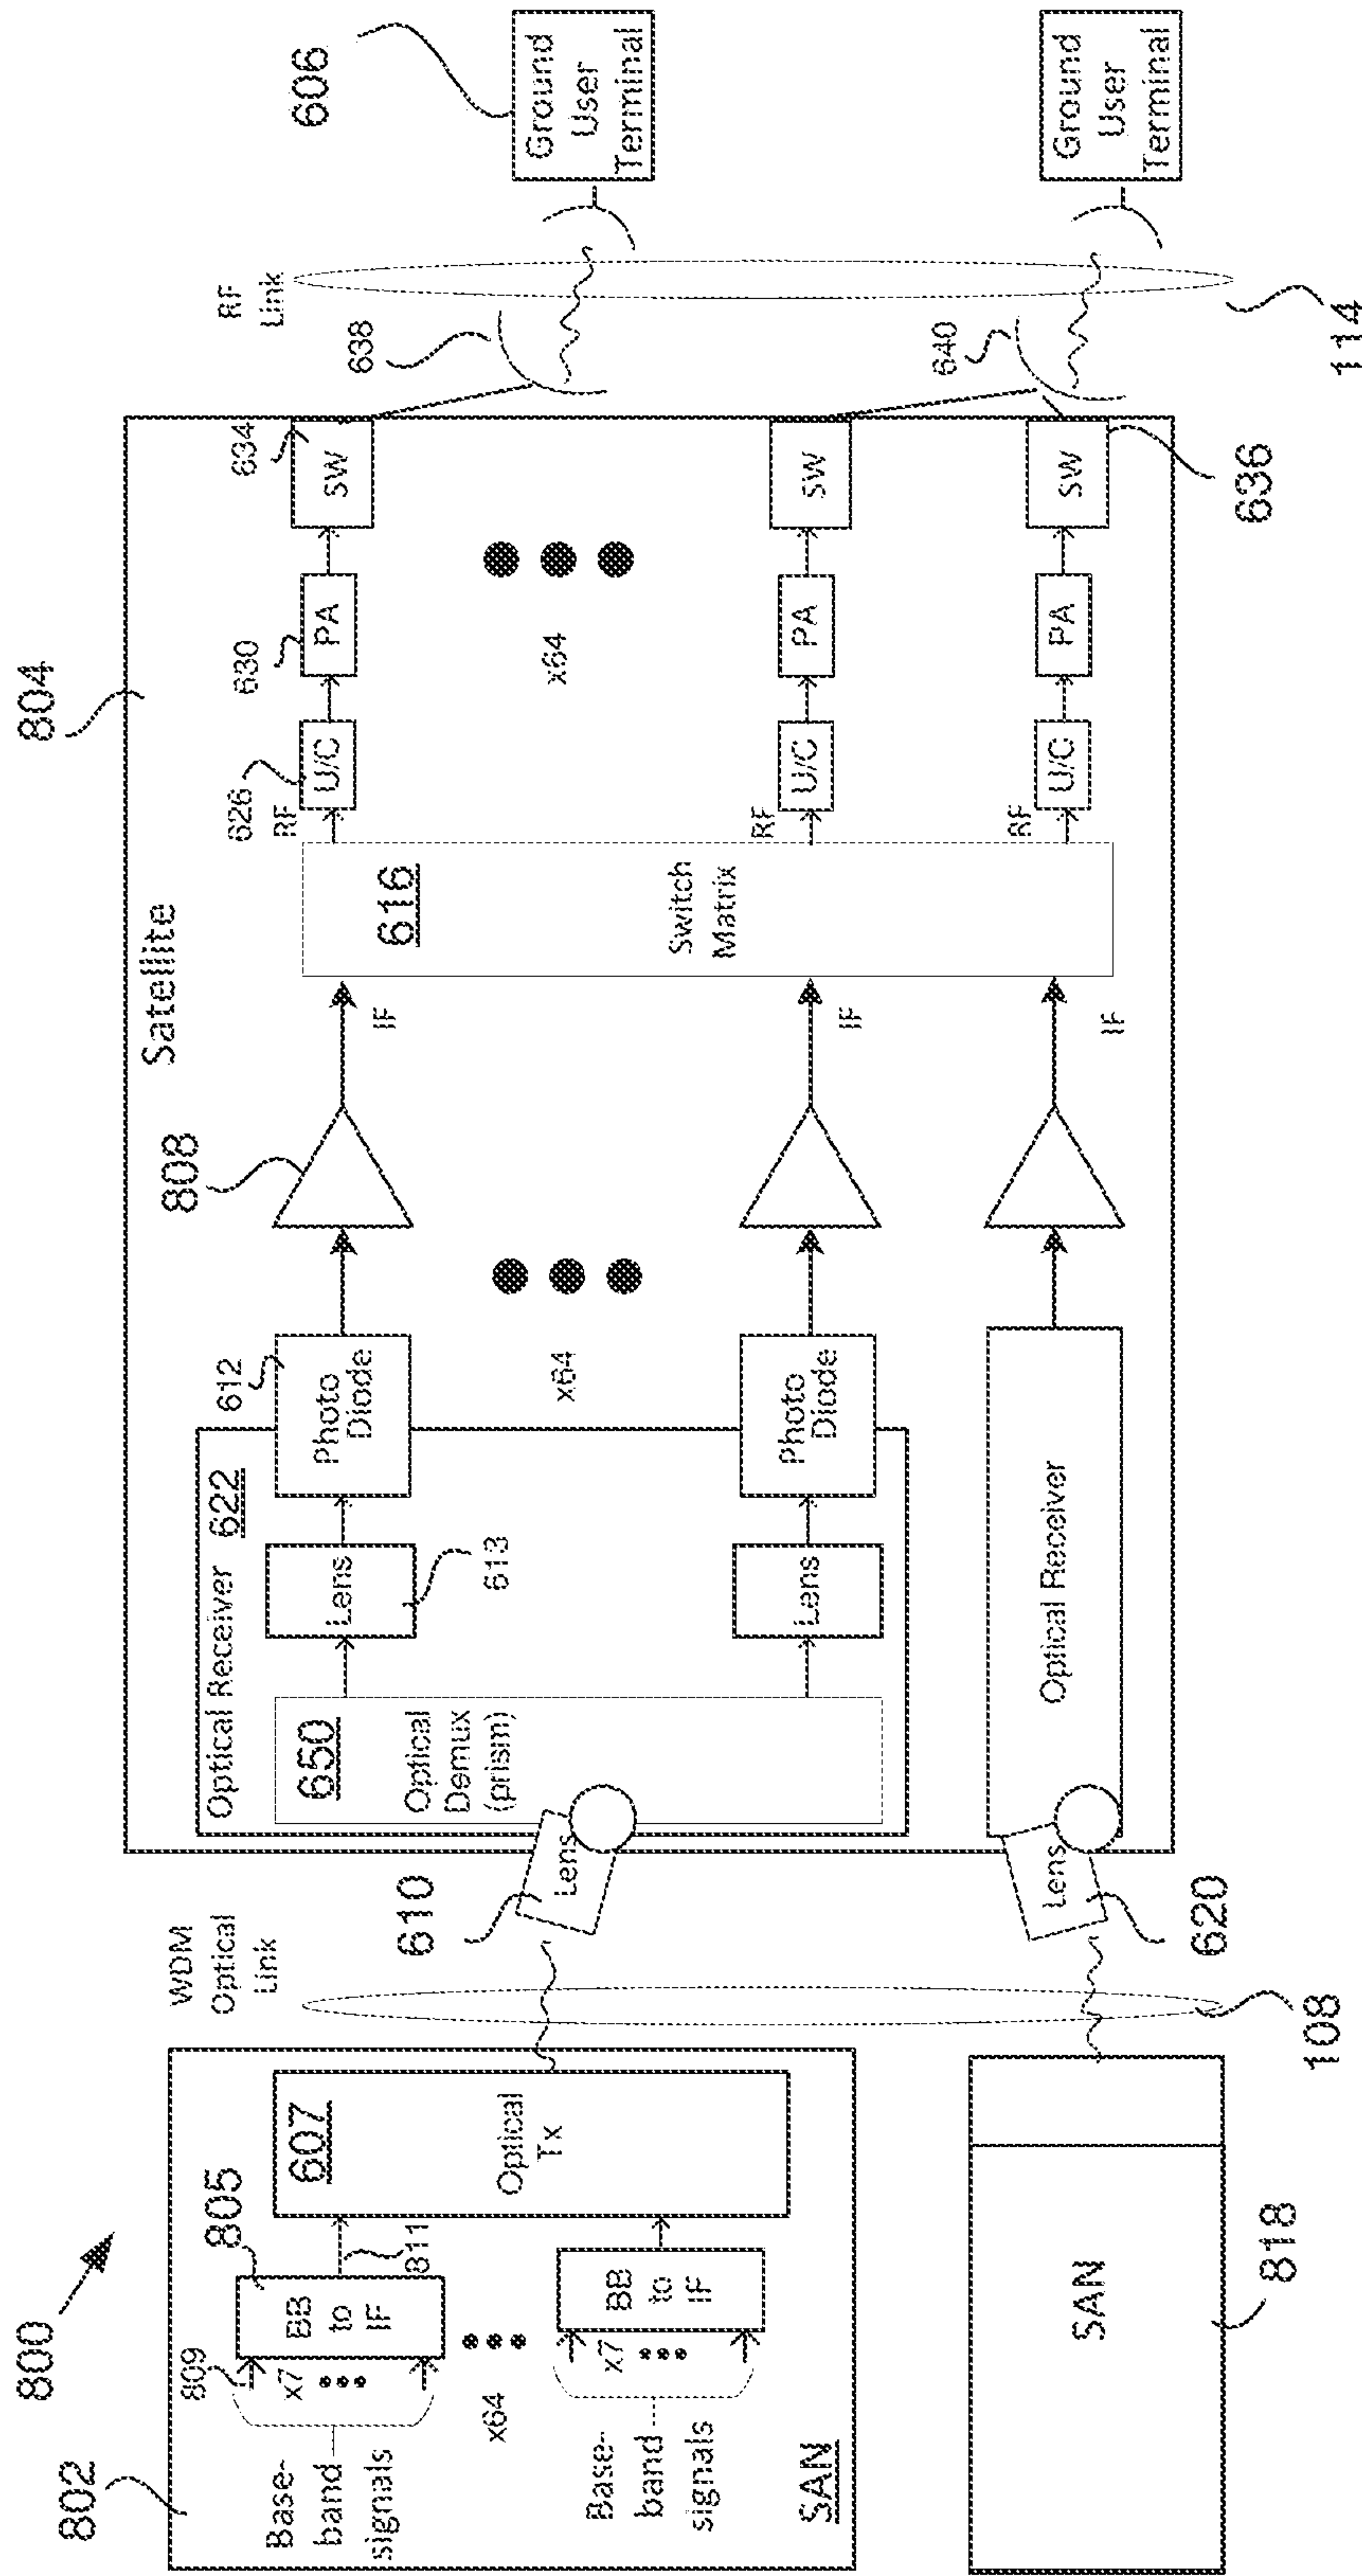 800
802
SAN
Base-
band
signals
809
x7
BB
to
IF
805
811
x64
Base-
band
signals
x7
BB
to
IF
607
Optical
Tx
SAN
818
WDM
Optical
Link
108
610
Lens
620
Lens
804
Satellite
Optical Receiver 622
650
Optical
Demux
(prism)
Lens
613
Lens
612
Photo
Diode
x64
Photo
Diode
Optical Receiver
808
IF
IF
IF
616
Switch
Matrix
RF
626
U/C
630
PA
634
SW
x64
RF
U/C
PA
SW
RF
U/C
PA
SW
636
638
640
RF
Link
114
606
Ground
User
Terminal
Ground
User
Terminal